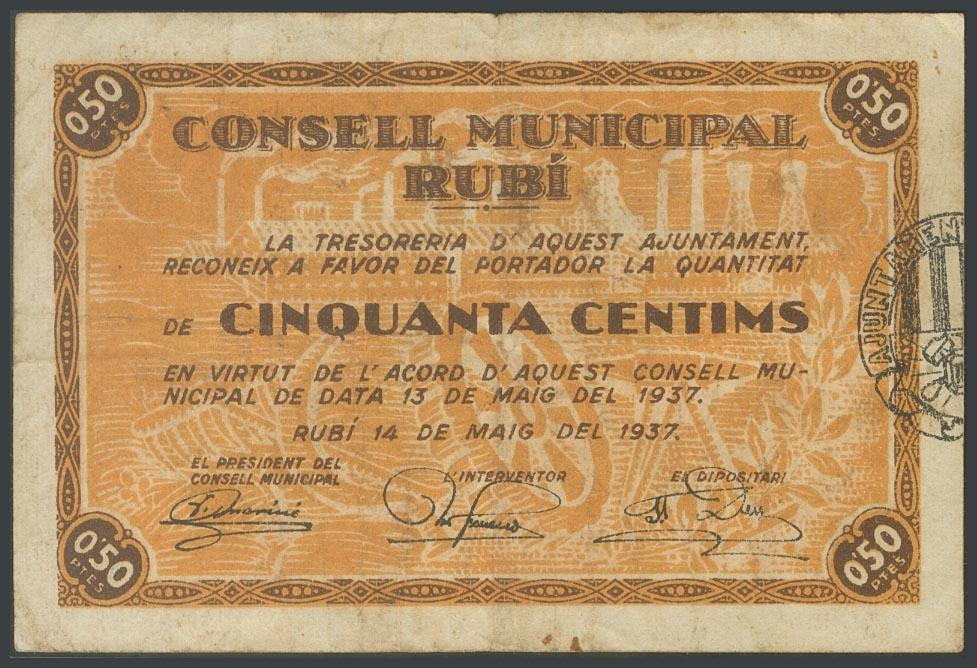 0'50 PTES
0'50 PTES
CONSELL MUNICIPAL
RUBÍ
LA TRESORERIA D'AQUEST AJUNTAMENT,
RECONEIX A FAVOR DEL PORTADOR LA QUANTITAT
DE CINQUANTA CENTIMS
EN VIRTUT DE L'ACORD D'AQUEST CONSELL MU-
NICIPAL DE DATA 13 DE MAIG DEL 1937.
RUBÍ 14 DE MAIG DEL 1937.
EL PRESIDENT DEL
CONSELL MUNICIPAL
L'INTERVENTOR
EL DIPOSITARI
0'50 PTES
0'50 PTES
AJUNTAMEN